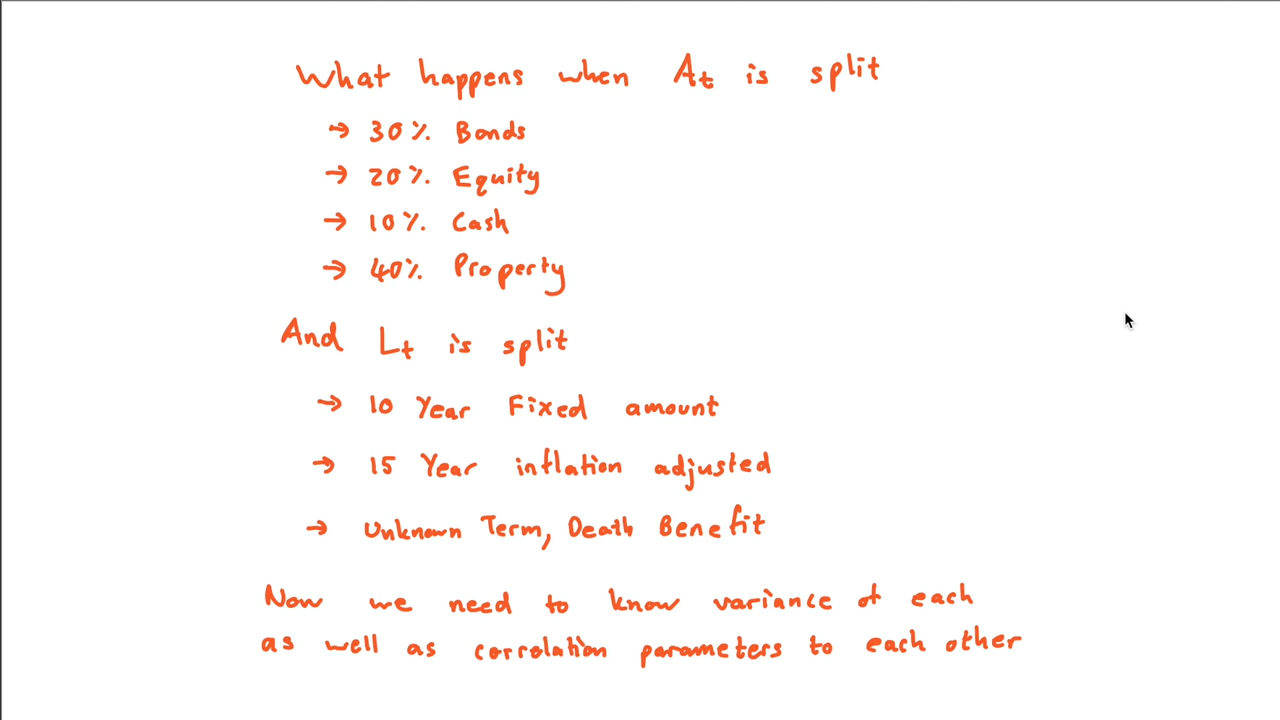 What happens when At is split
→ 30% Bonds
→ 20% Equity
→ 10% Cash
→ 40% Property
And Lt is split
→ 10 Year Fixed amount
→ 15 Year inflation adjusted
→ Unknown Term, Death Benefit
Now we need to know variance of each
as well as corrolation parameters to each other